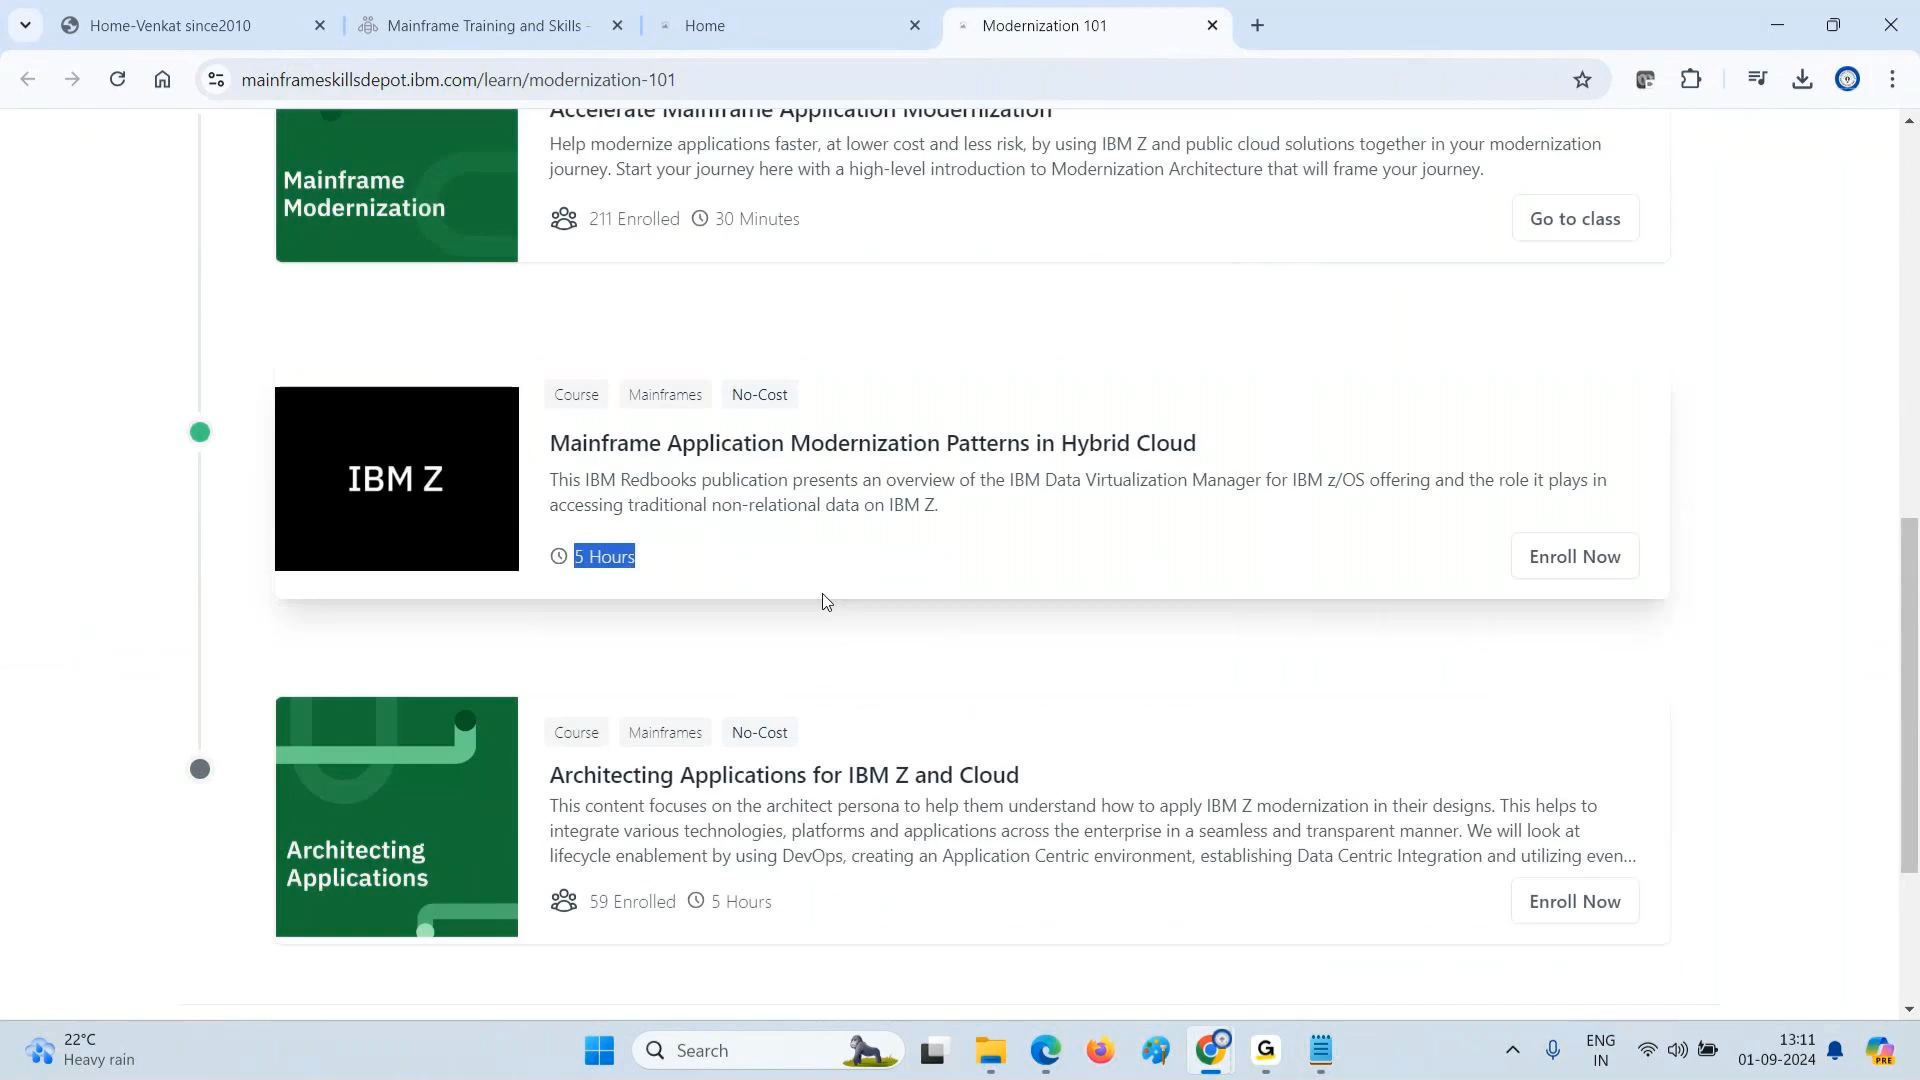 Home-Venkat since2010
Mainframe Training and Skills -
Home
Modernization 101
mainframeskillsdepot.ibm.com/learn/modernization-101
Mainframe
Modernization
Accelerate Mainframe Application Modernization
Help modernize applications faster, at lower cost and less risk, by using IBM Z and public cloud solutions together in your modernization
journey. Start your journey here with a high-level introduction to Modernization Architecture that will frame your journey.
211 Enrolled 30 Minutes
Go to class
IBM Z
Course Mainframes No-Cost
Mainframe Application Modernization Patterns in Hybrid Cloud
This IBM Redbooks publication presents an overview of the IBM Data Virtualization Manager for IBM z/OS offering and the role it plays in
accessing traditional non-relational data on IBM Z.
5 Hours
Enroll Now
Architecting
Applications
Course Mainframes No-Cost
Architecting Applications for IBM Z and Cloud
This content focuses on the architect persona to help them understand how to apply IBM Z modernization in their designs. This helps to
integrate various technologies, platforms and applications across the enterprise in a seamless and transparent manner. We will look at
lifecycle enablement by using DevOps, creating an Application Centric environment, establishing Data Centric Integration and utilizing even...
59 Enrolled 5 Hours
Enroll Now
22°C
Heavy rain
Search
G
ENG
IN
13:11
01-09-2024
PRE